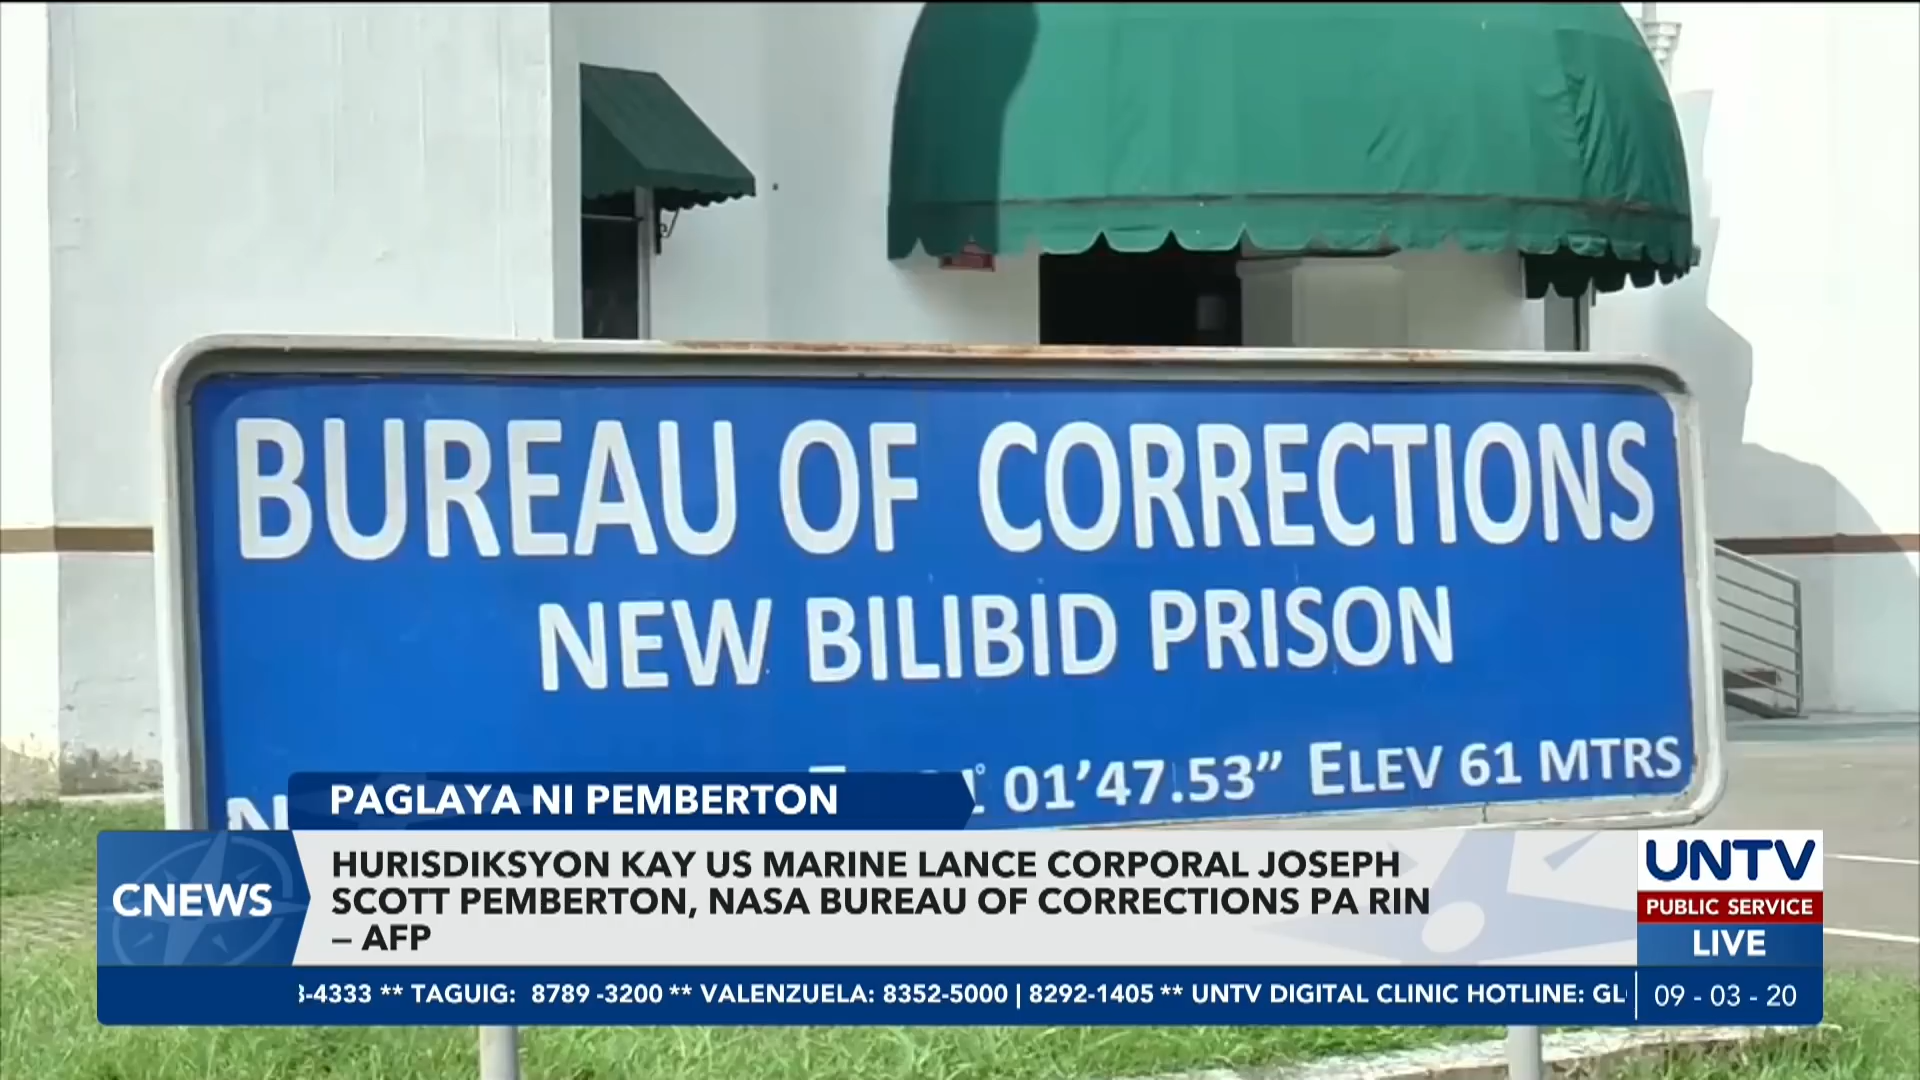 BUREAU OF CORRECTIONS
NEW BILIBID PRISON
01'47.53" ELEV 61 MTRS
PAGLAYA NI PEMBERTON
CNEWS
HURISDIKSYON KAY US MARINE LANCE CORPORAL JOSEPH
SCOTT PEMBERTON, NASA BUREAU OF CORRECTIONS PA RIN
– AFP
UNTV
PUBLIC SERVICE
LIVE
3-4333 ** TAGUIG: 8789 -3200 ** VALENZUELA: 8352-5000 | 8292-1405 ** UNTV DIGITAL CLINIC HOTLINE: GL
09 - 03 - 20